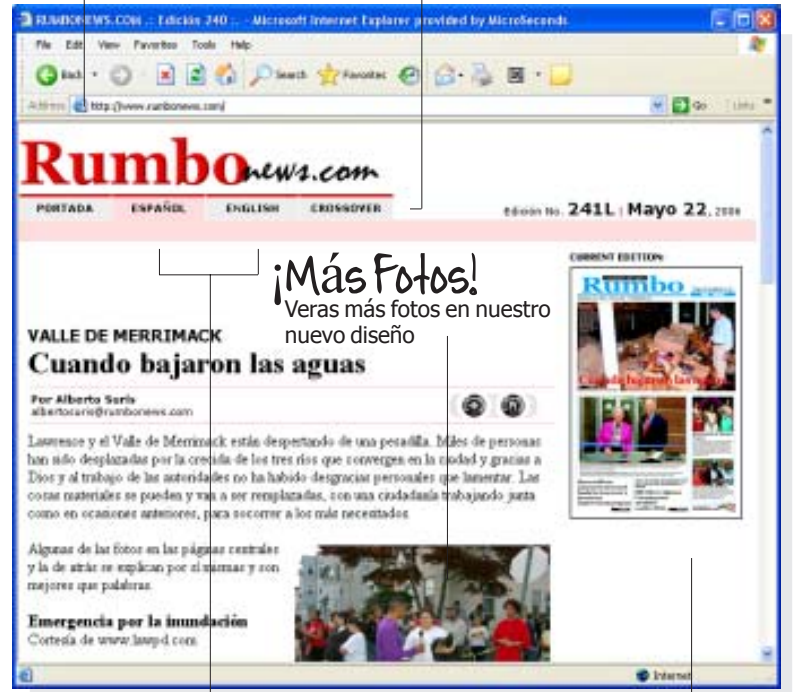 RUMBONEWS.COM .: Edición 240 :. - Microsoft Internet Explorer provided by MicroSeconds
File Edit View Favorites Tools Help
Back Search Favorites
Address http://www.rumbonews.com/ Go Links
Rumbonews.com
PORTADA ESPAÑOL ENGLISH CROSSOVER
Edición No. 241L | Mayo 22, 2006
¡Más Fotos!
Veras más fotos en nuestro
nuevo diseño
CURRENT EDITION:
Rumbo
Cuando bajaron las aguas
VALLE DE MERRIMACK
Cuando bajaron las aguas
Por Alberto Suris
albertosuris@rumbonews.com
Lawrence y el Valle de Merrimack están despertando de una pesadilla. Miles de personas
han sido desplazadas por la crecida de los tres ríos que convergen en la ciudad y gracias a
Dios y al trabajo de las autoridades no ha habido desgracias personales que lamentar. Las
cosas materiales se pueden y van a ser remplazadas, con una ciudadanía trabajando junta
como en ocasiones anteriores, para socorrer a los más necesitados.
Algunas de las fotos en las páginas centrales
y la de atrás se explican por sí mismas y son
mejores que palabras.
Emergencia por la inundación
Cortesía de www.lawpd.com
Internet